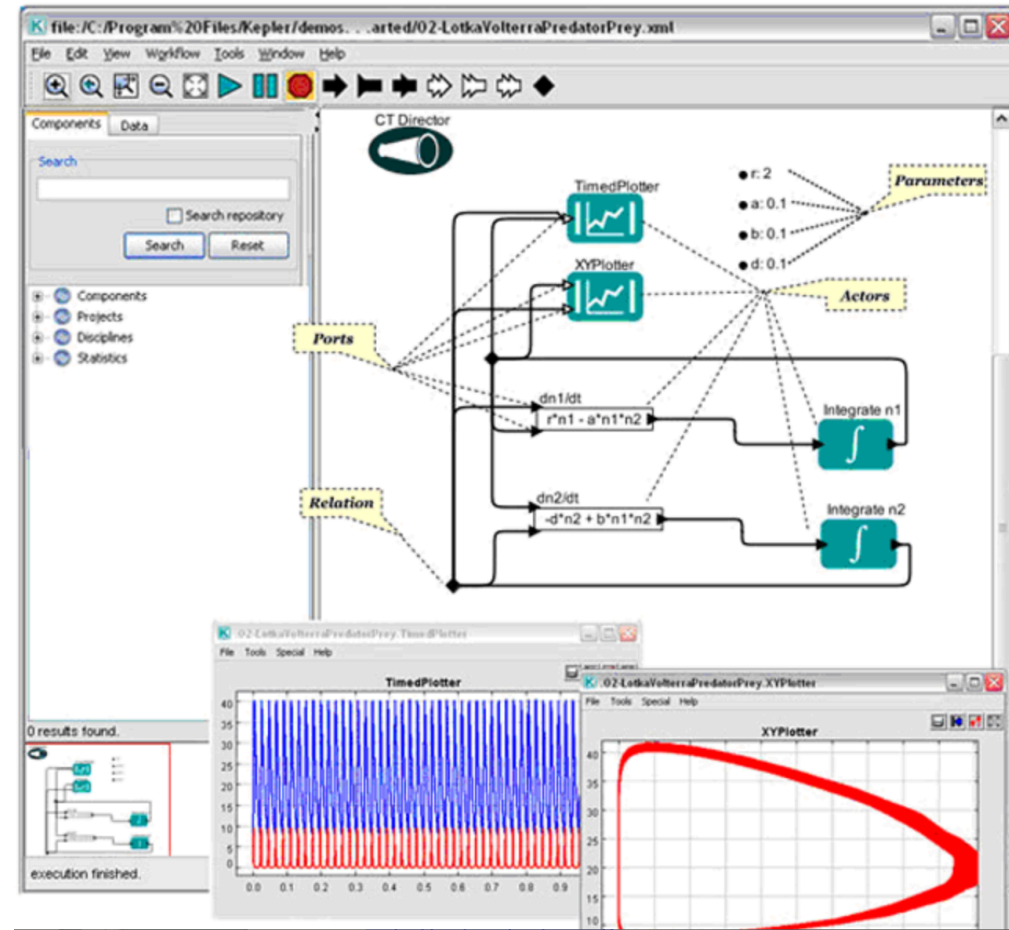 file:/C:/Program%20Files/Kepler/demos. . .arted/02-LotkaVolterraPredatorPrey.xml
File Edit View Workflow Tools Window Help
Components Data
CT Director
Search
Search repository
Search Reset
Components
Projects
Disciplines
Statistics
TimedPlotter
XYPlotter
r: 2
a: 0.1
b: 0.1
d: 0.1
Parameters
Actors
Ports
dn1/dt
r*n1 - a*n1*n2
Integrate n1
∫
Relation
dn2/dt
-d*n2 + b*n1*n2
Integrate n2
∫
0 results found.
execution finished.
.02-LotkaVolterraPredatorPrey.TimedPlotter
File Tools Special Help
TimedPlotter
40
35
30
25
20
15
10
5
0
0.0 0.1 0.2 0.3 0.4 0.5 0.6 0.7 0.8 0.9
.02-LotkaVolterraPredatorPrey.XYPlotter
File Tools Special Help
XYPlotter
40
35
30
25
20
15
10